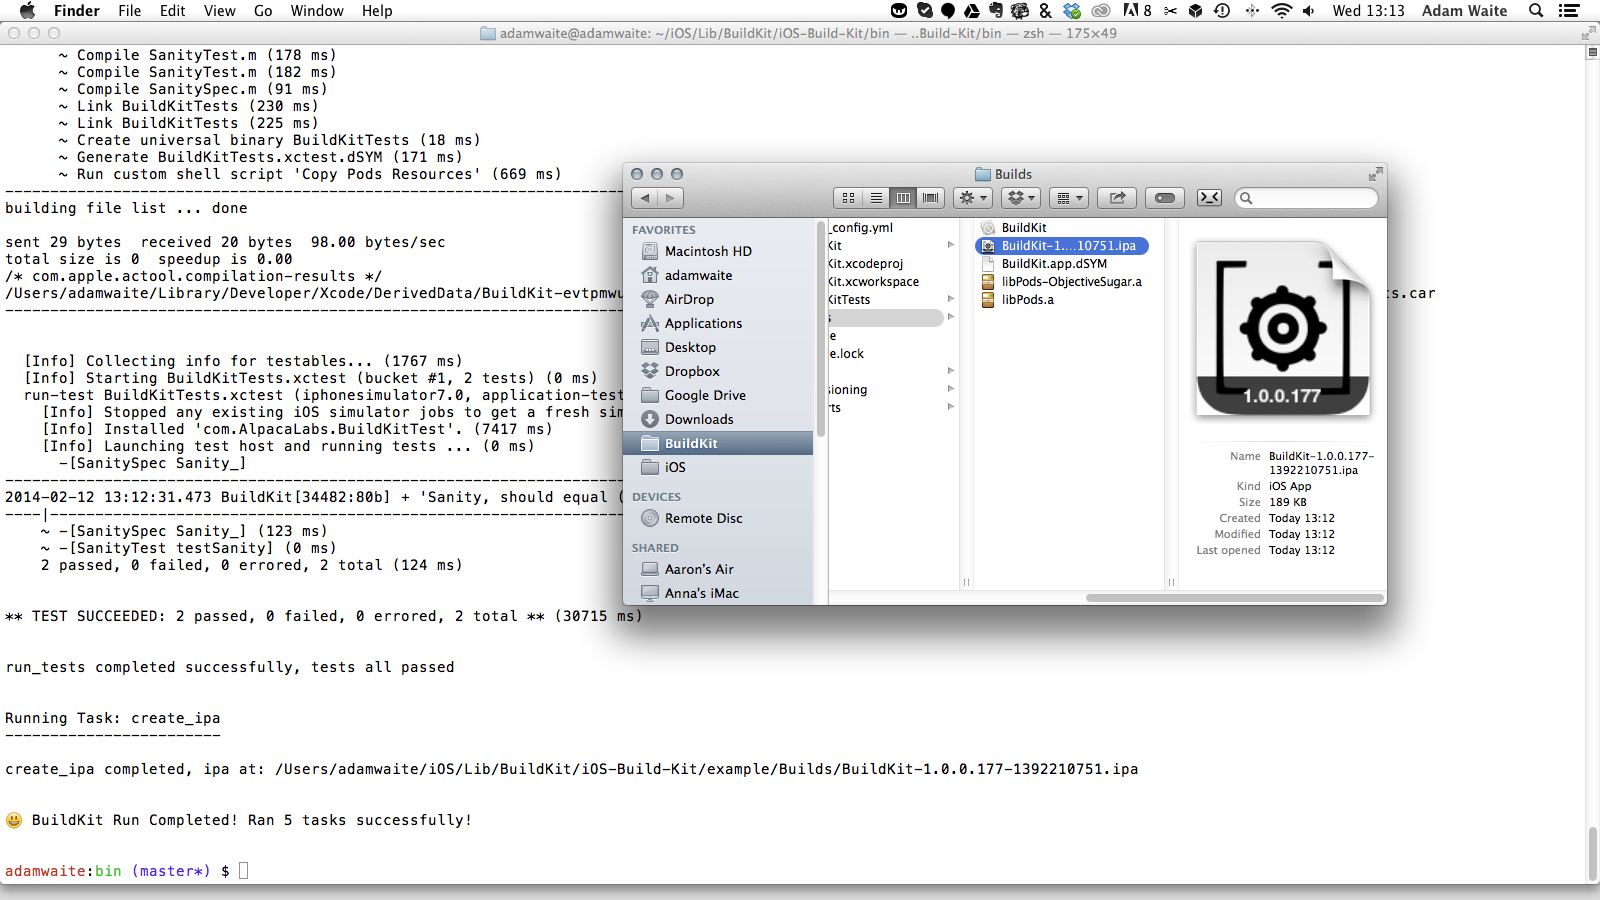 Finder File Edit View Go Window Help
8 Wed 13:13 Adam Waite
adamwaite@adamwaite: ~/iOS/Lib/BuildKit/iOS-Build-Kit/bin — ..Build-Kit/bin — zsh — 175×49
~ Compile SanityTest.m (178 ms)
~ Compile SanityTest.m (182 ms)
~ Compile SanitySpec.m (91 ms)
~ Link BuildKitTests (230 ms)
~ Link BuildKitTests (225 ms)
~ Create universal binary BuildKitTests (18 ms)
~ Generate BuildKitTests.xctest.dSYM (171 ms)
~ Run custom shell script 'Copy Pods Resources' (669 ms)
building file list ... done
sent 29 bytes  received 20 bytes  98.00 bytes/sec
total size is 0  speedup is 0.00
/* com.apple.actool.compilation-results */
/Users/adamwaite/Library/Developer/Xcode/DerivedData/BuildKit-evtpmwu
s.car
[Info] Collecting info for testables... (1767 ms)
[Info] Starting BuildKitTests.xctest (bucket #1, 2 tests) (0 ms)
run-test BuildKitTests.xctest (iphonesimulator7.0, application-test
[Info] Stopped any existing iOS simulator jobs to get a fresh sim
[Info] Installed 'com.AlpacaLabs.BuildKitTest'. (7417 ms)
[Info] Launching test host and running tests ... (0 ms)
-[SanitySpec Sanity_]
2014-02-12 13:12:31.473 BuildKit[34482:80b] + 'Sanity, should equal (
----|----
~ -[SanitySpec Sanity_] (123 ms)
~ -[SanityTest testSanity] (0 ms)
2 passed, 0 failed, 0 errored, 2 total (124 ms)
** TEST SUCCEEDED: 2 passed, 0 failed, 0 errored, 2 total ** (30715 ms)
run_tests completed successfully, tests all passed
Running Task: create_ipa
------------------------
create_ipa completed, ipa at: /Users/adamwaite/iOS/Lib/BuildKit/iOS-Build-Kit/example/Builds/BuildKit-1.0.0.177-1392210751.ipa
😃 BuildKit Run Completed! Ran 5 tasks successfully!
adamwaite:bin (master*) $
Builds
FAVORITES
Macintosh HD
adamwaite
AirDrop
Applications
Desktop
Dropbox
Google Drive
Downloads
BuildKit
iOS
DEVICES
Remote Disc
SHARED
Aaron's Air
Anna's iMac
_config.yml
Kit
Kit.xcodeproj
Kit.xcworkspace
KitTests
s
e
e.lock
ioning
rts
BuildKit
BuildKit-1....10751.ipa
BuildKit.app.dSYM
libPods-ObjectiveSugar.a
libPods.a
1.0.0.177
Name BuildKit-1.0.0.177-
1392210751.ipa
Kind iOS App
Size 189 KB
Created Today 13:12
Modified Today 13:12
Last opened Today 13:12